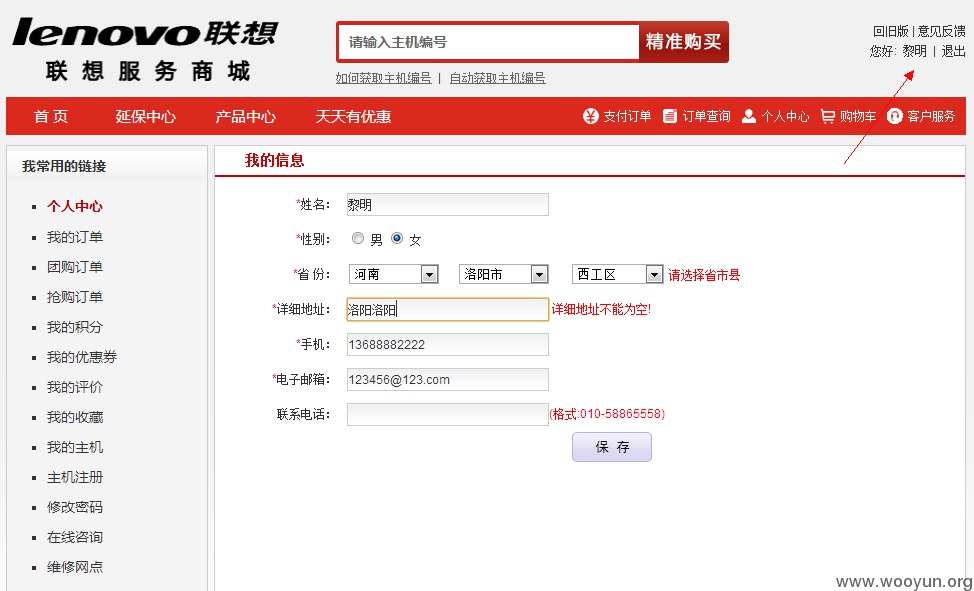 lenovo联想
联想服务商城
请输入主机编号 精准购买
如何获取主机编号 | 自动获取主机编号
回旧版 | 意见反馈
您好: 黎明 | 退出
首页 延保中心 产品中心 天天有优惠 支付订单 订单查询 个人中心 购物车 客户服务
我常用的链接
个人中心
我的订单
团购订单
抢购订单
我的积分
我的优惠券
我的评价
我的收藏
我的主机
主机注册
修改密码
在线咨询
维修网点
我的信息
*姓名: 黎明
*性别: 男 女
*省份: 河南 洛阳市 西工区 请选择省市县
*详细地址: 洛阳洛阳 详细地址不能为空!
*手机: 13688882222
*电子邮箱: 123456@123.com
联系电话: (格式:010-58865558)
保存
www.wooyun.org